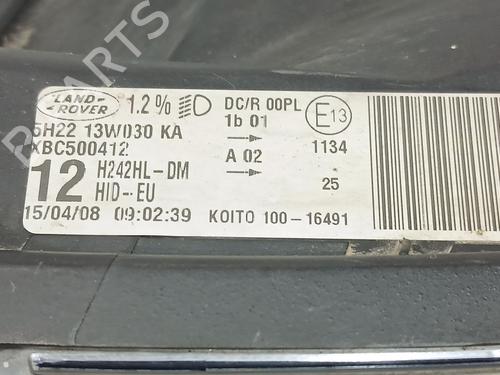 LAND-ROVER 1.2% DC/R 00PL E13
5H22 13W030 KA 1b 01
XBC500412 A 02 1134
12 H242HL-DM 25
HID-EU
15/04/08 09:02:39 KOITO 100-16491